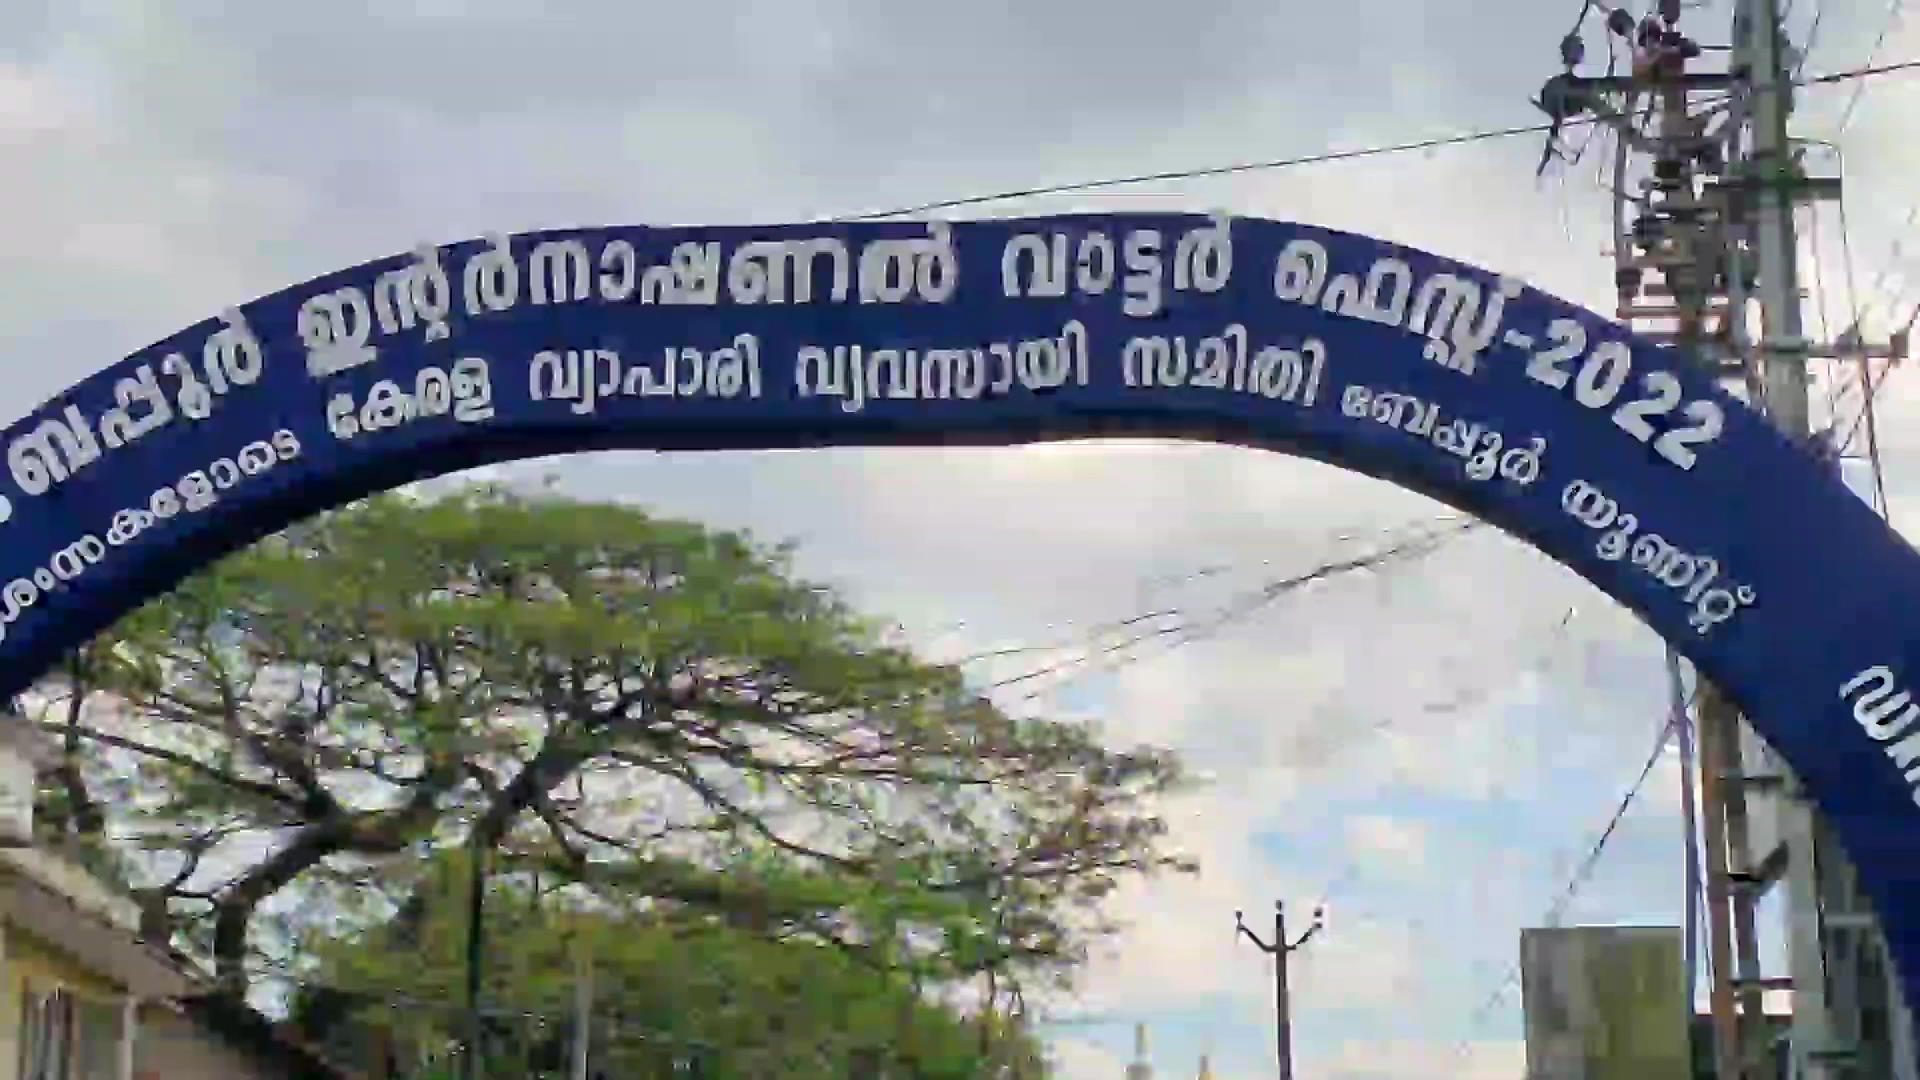 ബേപ്പൂർ ഇന്റർനാഷണൽ വാട്ടർ ഫെസ്റ്റ്-2022
കേരള വ്യാപാരി വ്യവസായി സമിതി ബേപ്പൂർ യൂണിറ്റ്